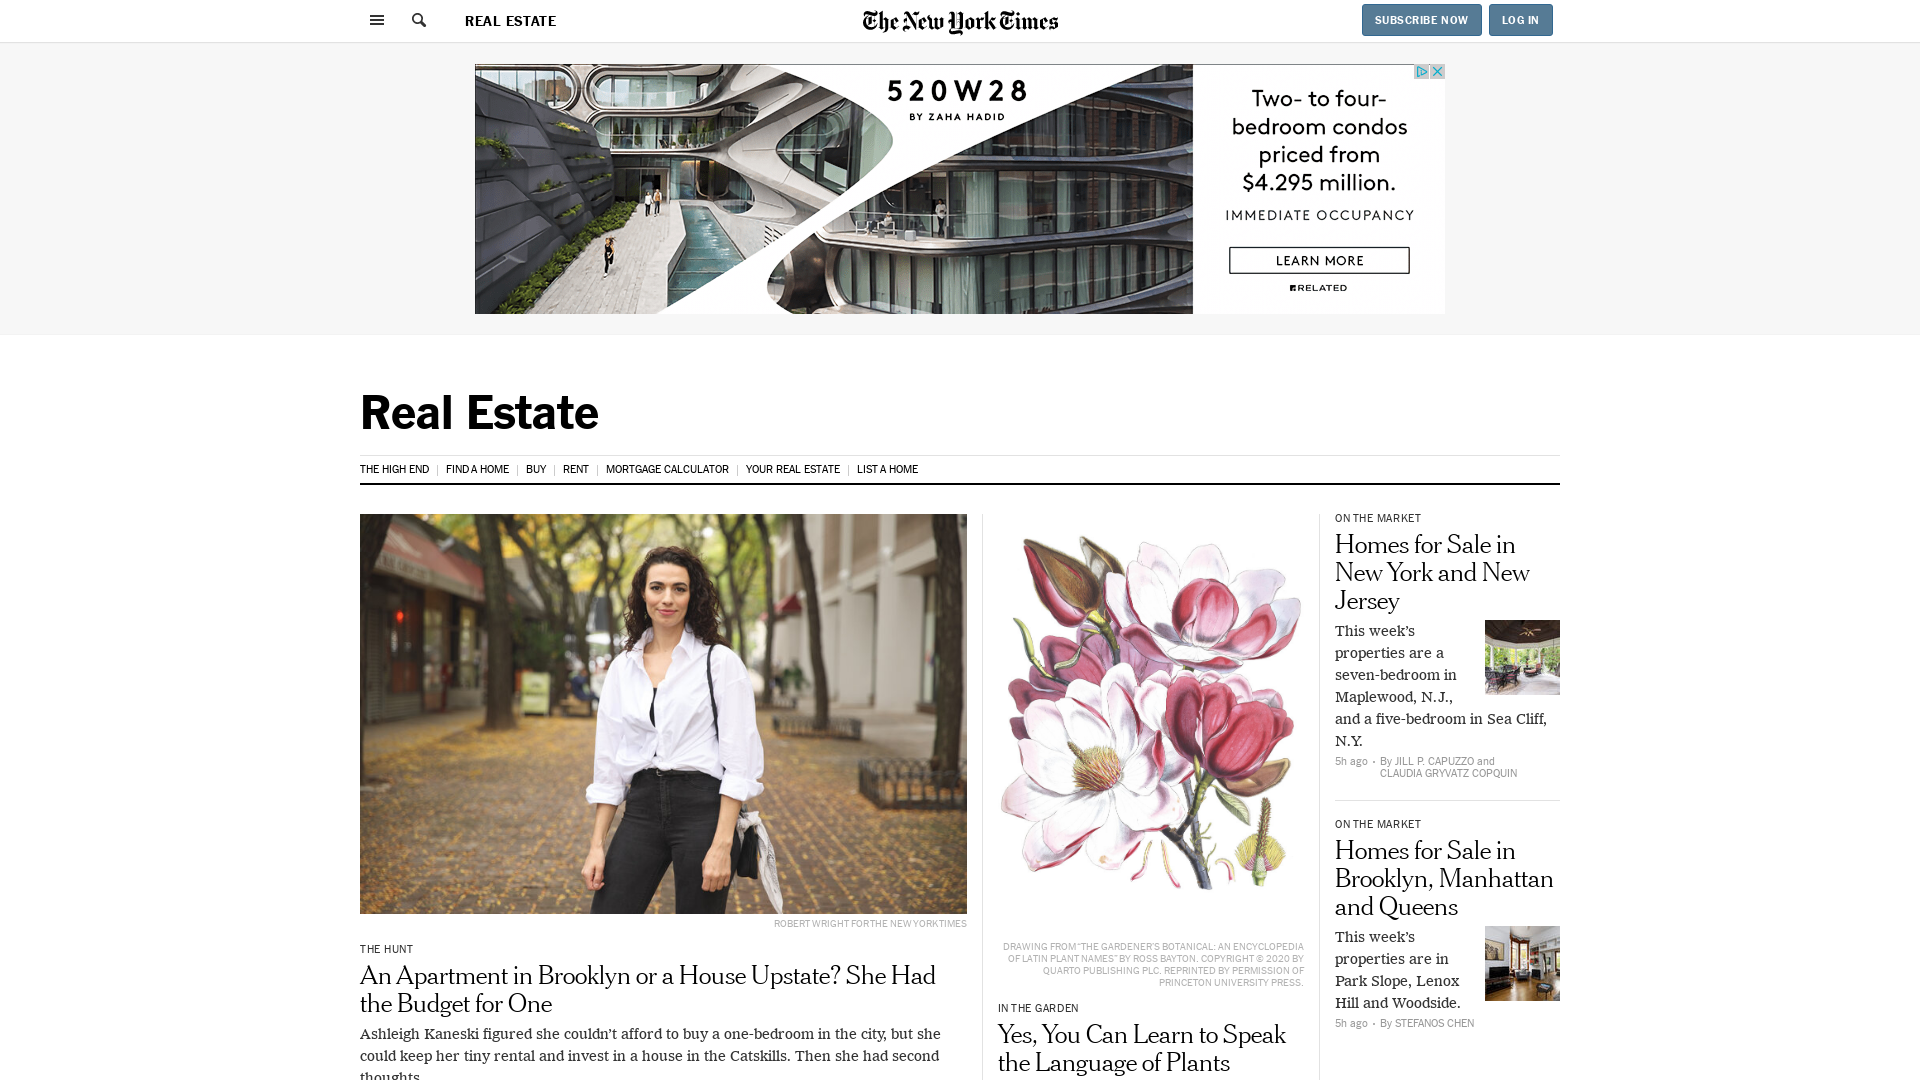 REAL ESTATE
The New York Times
SUBSCRIBE NOW
LOG IN
520W28
BY ZAHA HADID
Two- to four-
bedroom condos
priced from
$4.295 million.
IMMEDIATE OCCUPANCY
LEARN MORE
RELATED
Real Estate
THE HIGH END
FIND A HOME
BUY
RENT
MORTGAGE CALCULATOR
YOUR REAL ESTATE
LIST A HOME
ROBERT WRIGHT FOR THE NEW YORK TIMES
THE HUNT
An Apartment in Brooklyn or a House Upstate? She Had
the Budget for One
Ashleigh Kaneski figured she couldn’t afford to buy a one-bedroom in the city, but she
could keep her tiny rental and invest in a house in the Catskills. Then she had second
thoughts.
DRAWING FROM “THE GARDENER’S BOTANICAL: AN ENCYCLOPEDIA
OF LATIN PLANT NAMES” BY ROSS BAYTON. COPYRIGHT © 2020 BY
QUARTO PUBLISHING PLC. REPRINTED BY PERMISSION OF
PRINCETON UNIVERSITY PRESS.
IN THE GARDEN
Yes, You Can Learn to Speak
the Language of Plants
ON THE MARKET
Homes for Sale in
New York and New
Jersey
This week’s
properties are a
seven-bedroom in
Maplewood, N.J.,
and a five-bedroom in Sea Cliff,
N.Y.
5h ago • By JILL P. CAPUZZO and
CLAUDIA GRYVATZ COPQUIN
ON THE MARKET
Homes for Sale in
Brooklyn, Manhattan
and Queens
This week’s
properties are in
Park Slope, Lenox
Hill and Woodside.
5h ago • By STEFANOS CHEN